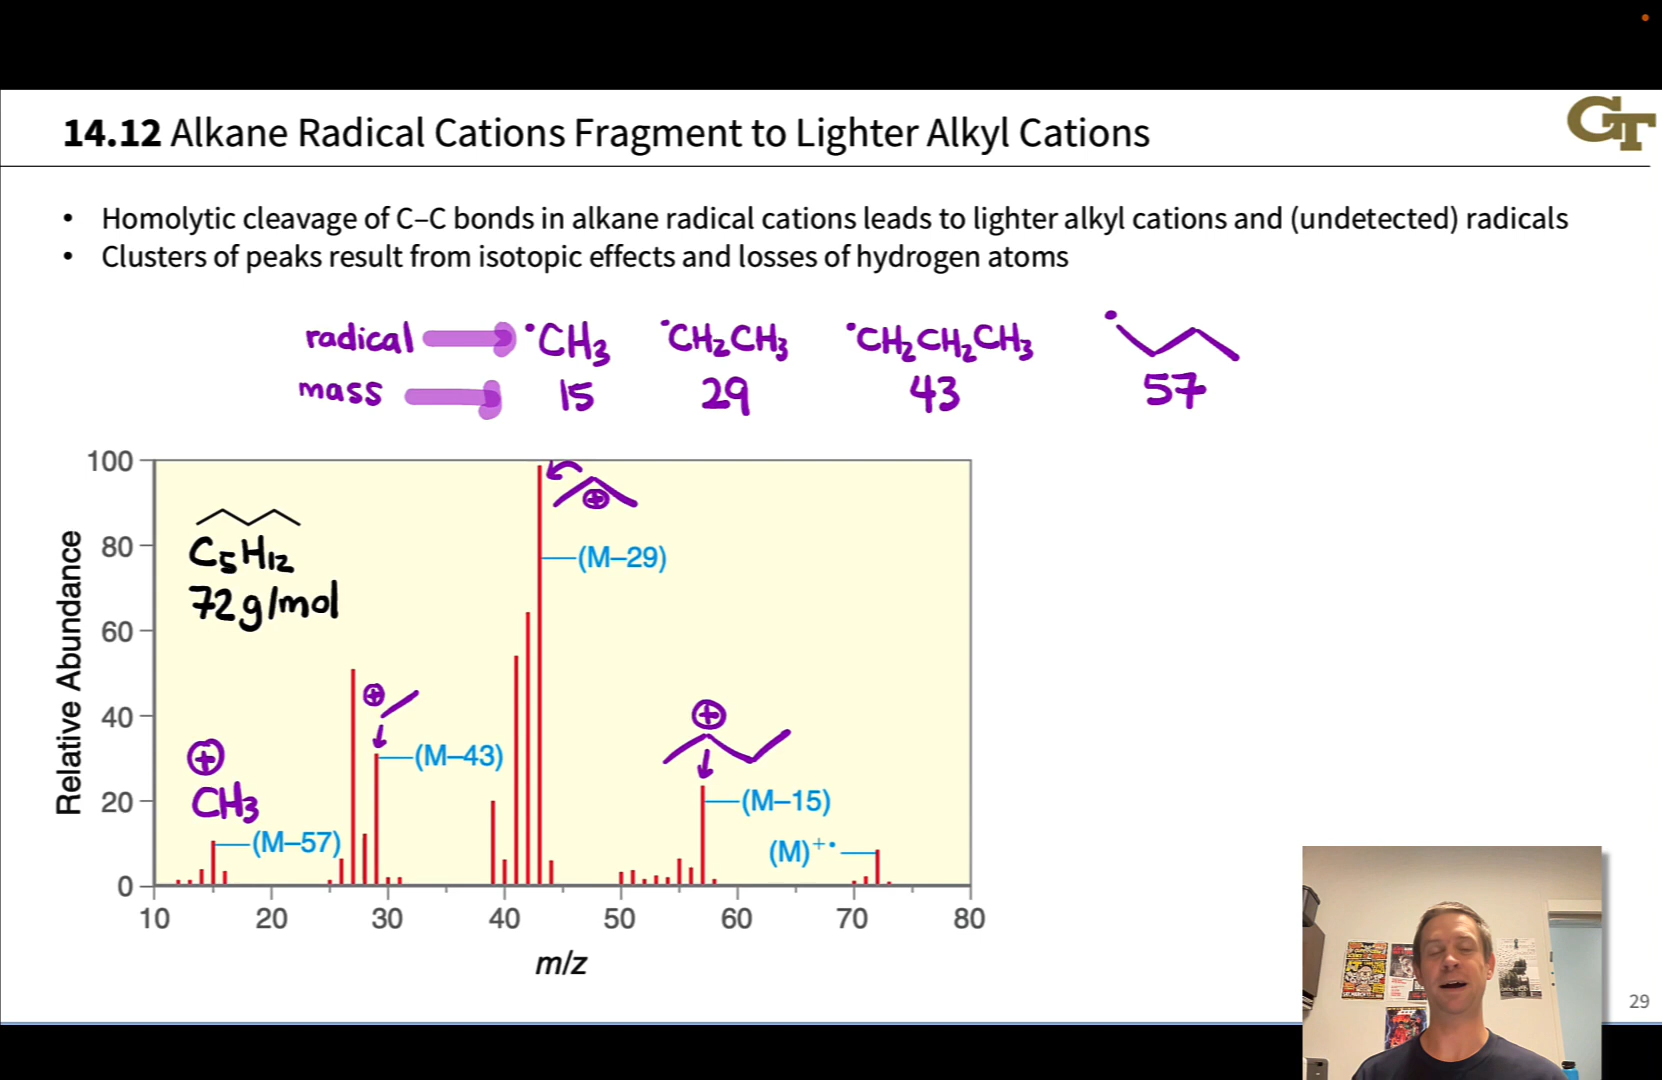 14.12 Alkane Radical Cations Fragment to Lighter Alkyl Cations
GT
• Homolytic cleavage of C–C bonds in alkane radical cations leads to lighter alkyl cations and (undetected) radicals
• Clusters of peaks result from isotopic effects and losses of hydrogen atoms
radical •CH₃ •CH₂CH₃ •CH₂CH₂CH₃
mass 15 29 43 57
100
80
60
40
20
0
Relative Abundance
C₅H₁₂
72 g/mol
⊕
(M–29)
⊕
(M–43)
⊕
⊕
CH₃
(M–57)
(M–15)
(M)⁺•
10 20 30 40 50 60 70 80
m/z
29